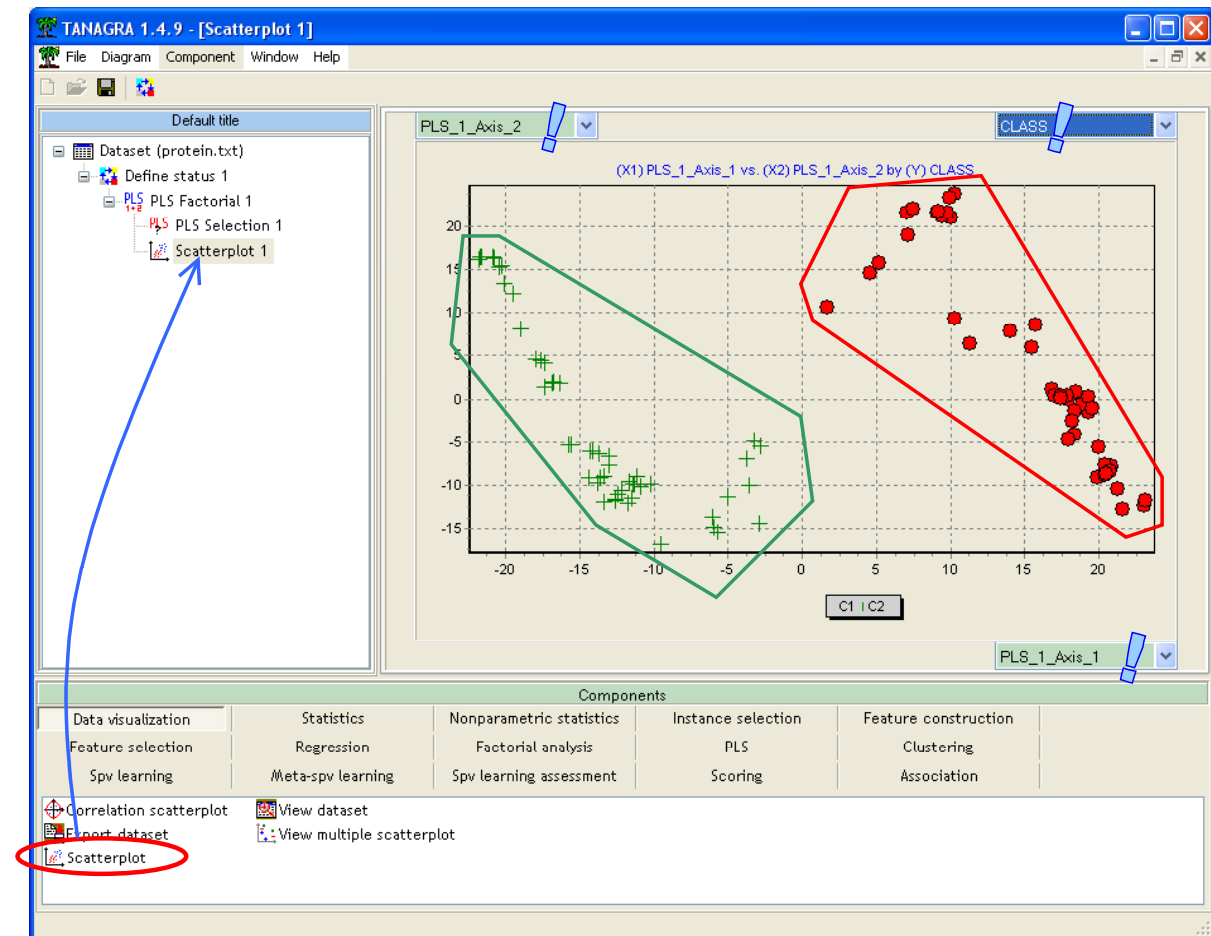 TANAGRA 1.4.9 - [Scatterplot 1]
File Diagram Component Window Help
Default title
Dataset (protein.txt)
Define status 1
PLS 1+2 PLS Factorial 1
PLS PLS Selection 1
Scatterplot 1
PLS_1_Axis_2
CLASS
(X1) PLS_1_Axis_1 vs. (X2) PLS_1_Axis_2 by (Y) CLASS
20
15
10
5
0
-5
-10
-15
-20 -15 -10 -5 0 5 10 15 20
C1 C2
PLS_1_Axis_1
Components
Data visualization Statistics Nonparametric statistics Instance selection Feature construction
Feature selection Regression Factorial analysis PLS Clustering
Spv learning Meta-spv learning Spv learning assessment Scoring Association
Correlation scatterplot View dataset
Export dataset View multiple scatterplot
Scatterplot